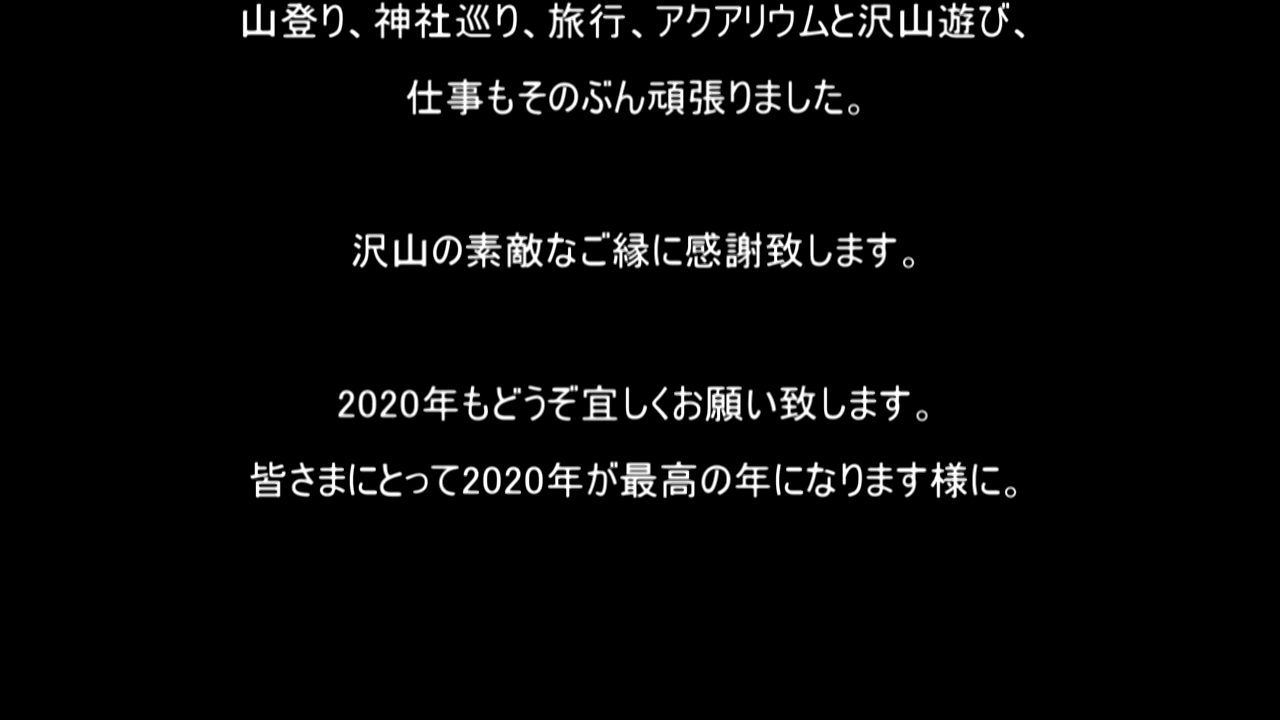 山登り、神社巡り、旅行、アクアリウムと沢山遊び、
仕事もそのぶん頑張りました。
沢山の素敵なご縁に感謝致します。
2020年もどうぞ宜しくお願い致します。
皆さまにとって2020年が最高の年になります様に。